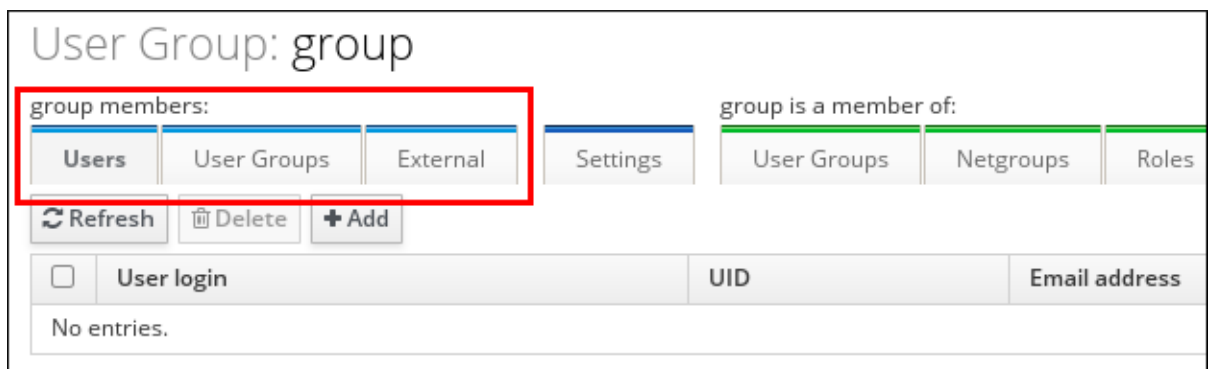 User Group: group
group members: group is a member of:
Users User Groups External Settings User Groups Netgroups Roles
Refresh Delete Add
User login UID Email address
No entries.